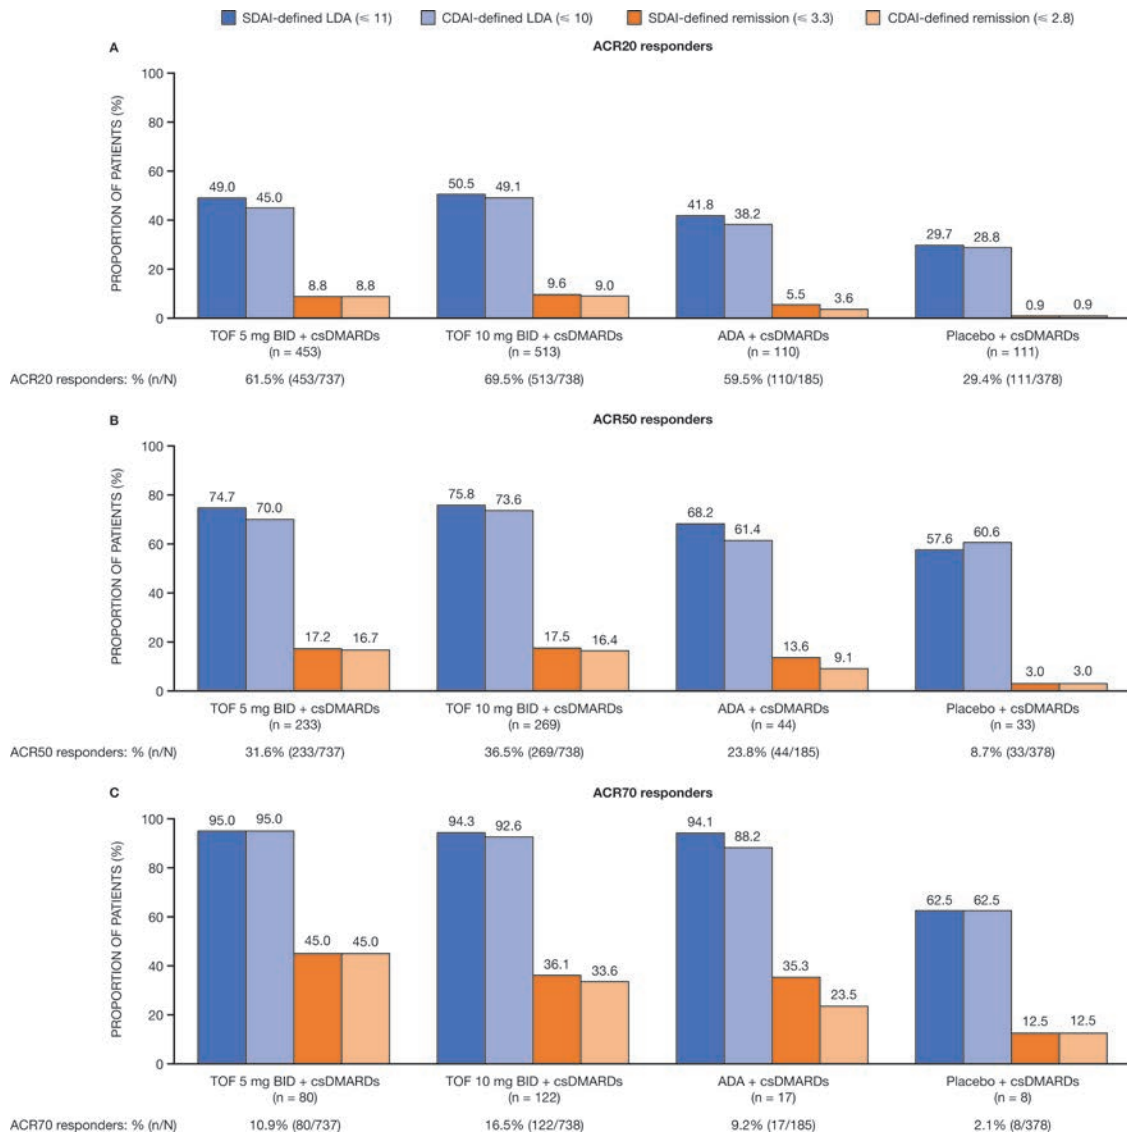 SDAI-defined LDA (⩽ 11) CDAI-defined LDA (⩽ 10) SDAI-defined remission (⩽ 3.3) CDAI-defined remission (⩽ 2.8)
A ACR20 responders
PROPORTION OF PATIENTS (%)
100
80
60
40
20
0
49.0 45.0 8.8 8.8
50.5 49.1 9.6 9.0
41.8 38.2 5.5 3.6
29.7 28.8 0.9 0.9
TOF 5 mg BID + csDMARDs TOF 10 mg BID + csDMARDs ADA + csDMARDs Placebo + csDMARDs
(n = 453) (n = 513) (n = 110) (n = 111)
ACR20 responders: % (n/N) 61.5% (453/737) 69.5% (513/738) 59.5% (110/185) 29.4% (111/378)
B ACR50 responders
PROPORTION OF PATIENTS (%)
100
80
60
40
20
0
74.7 70.0 17.2 16.7
75.8 73.6 17.5 16.4
68.2 61.4 13.6 9.1
57.6 60.6 3.0 3.0
TOF 5 mg BID + csDMARDs TOF 10 mg BID + csDMARDs ADA + csDMARDs Placebo + csDMARDs
(n = 233) (n = 269) (n = 44) (n = 33)
ACR50 responders: % (n/N) 31.6% (233/737) 36.5% (269/738) 23.8% (44/185) 8.7% (33/378)
C ACR70 responders
PROPORTION OF PATIENTS (%)
100
80
60
40
20
0
95.0 95.0 45.0 45.0
94.3 92.6 36.1 33.6
94.1 88.2 35.3 23.5
62.5 62.5 12.5 12.5
TOF 5 mg BID + csDMARDs TOF 10 mg BID + csDMARDs ADA + csDMARDs Placebo + csDMARDs
(n = 80) (n = 122) (n = 17) (n = 8)
ACR70 responders: % (n/N) 10.9% (80/737) 16.5% (122/738) 9.2% (17/185) 2.1% (8/378)